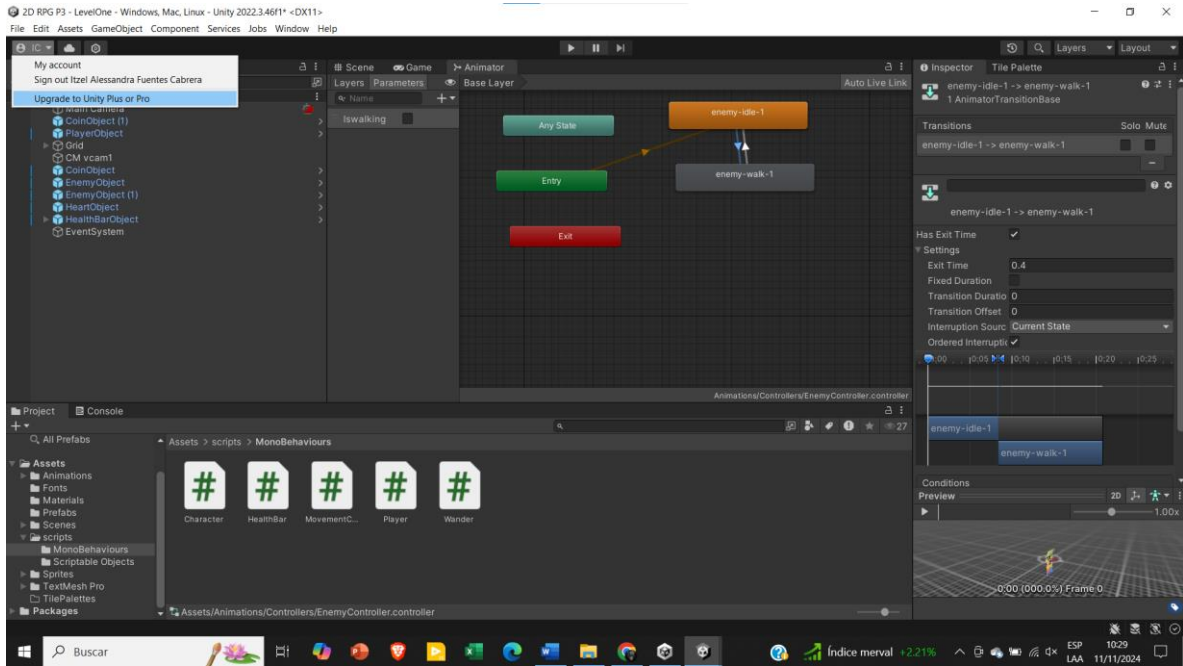 2D RPG P3 - LevelOne - Windows, Mac, Linux - Unity 2022.3.46f1* <DX11>
File Edit Assets GameObject Component Services Jobs Window Help
IC
Layers Layout
My account
Sign out Itzel Alessandra Fuentes Cabrera
Upgrade to Unity Plus or Pro
Main Camera
CoinObject (1)
PlayerObject
Grid
CM vcam1
CoinObject
EnemyObject
EnemyObject (1)
HeartObject
HealthBarObject
EventSystem
Scene Game Animator
Layers Parameters Base Layer Auto Live Link
Name
Iswalking
Any State
Entry
Exit
enemy-idle-1
enemy-walk-1
Animations/Controllers/EnemyController.controller
Inspector Tile Palette
enemy-idle-1 -> enemy-walk-1
1 AnimatorTransitionBase
Transitions Solo Mute
enemy-idle-1 -> enemy-walk-1
enemy-idle-1 -> enemy-walk-1
Has Exit Time
Settings
Exit Time 0.4
Fixed Duration
Transition Duratio 0
Transition Offset 0
Interruption Sourc Current State
Ordered Interruptic
0:00 0:05 0:10 0:15 0:20 0:25
enemy-idle-1
enemy-walk-1
Conditions
Preview 2D
1.00x
0:00 (000.0%) Frame 0
Project Console
27
All Prefabs
Assets
Animations
Fonts
Materials
Prefabs
Scenes
scripts
MonoBehaviours
Scriptable Objects
Sprites
TextMesh Pro
TilePalettes
Packages
Assets > scripts > MonoBehaviours
Character HealthBar MovementC... Player Wander
Assets/Animations/Controllers/EnemyController.controller
Buscar
Índice merval +2.21%
ESP
LAA
10:29
11/11/2024